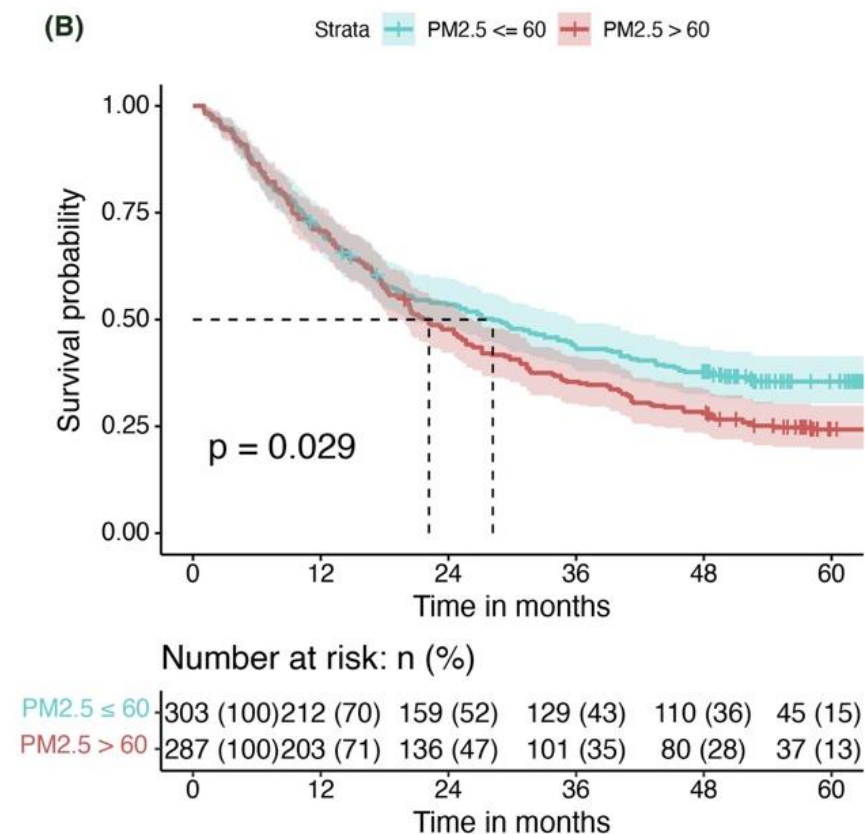 (B)
Strata PM2.5 <= 60 PM2.5 > 60
Survival probability
1.00
0.75
0.50
0.25
0.00
p = 0.029
0 12 24 36 48 60
Time in months
Number at risk: n (%)
PM2.5 ≤ 60 303 (100) 212 (70) 159 (52) 129 (43) 110 (36) 45 (15)
PM2.5 > 60 287 (100) 203 (71) 136 (47) 101 (35) 80 (28) 37 (13)
0 12 24 36 48 60
Time in months